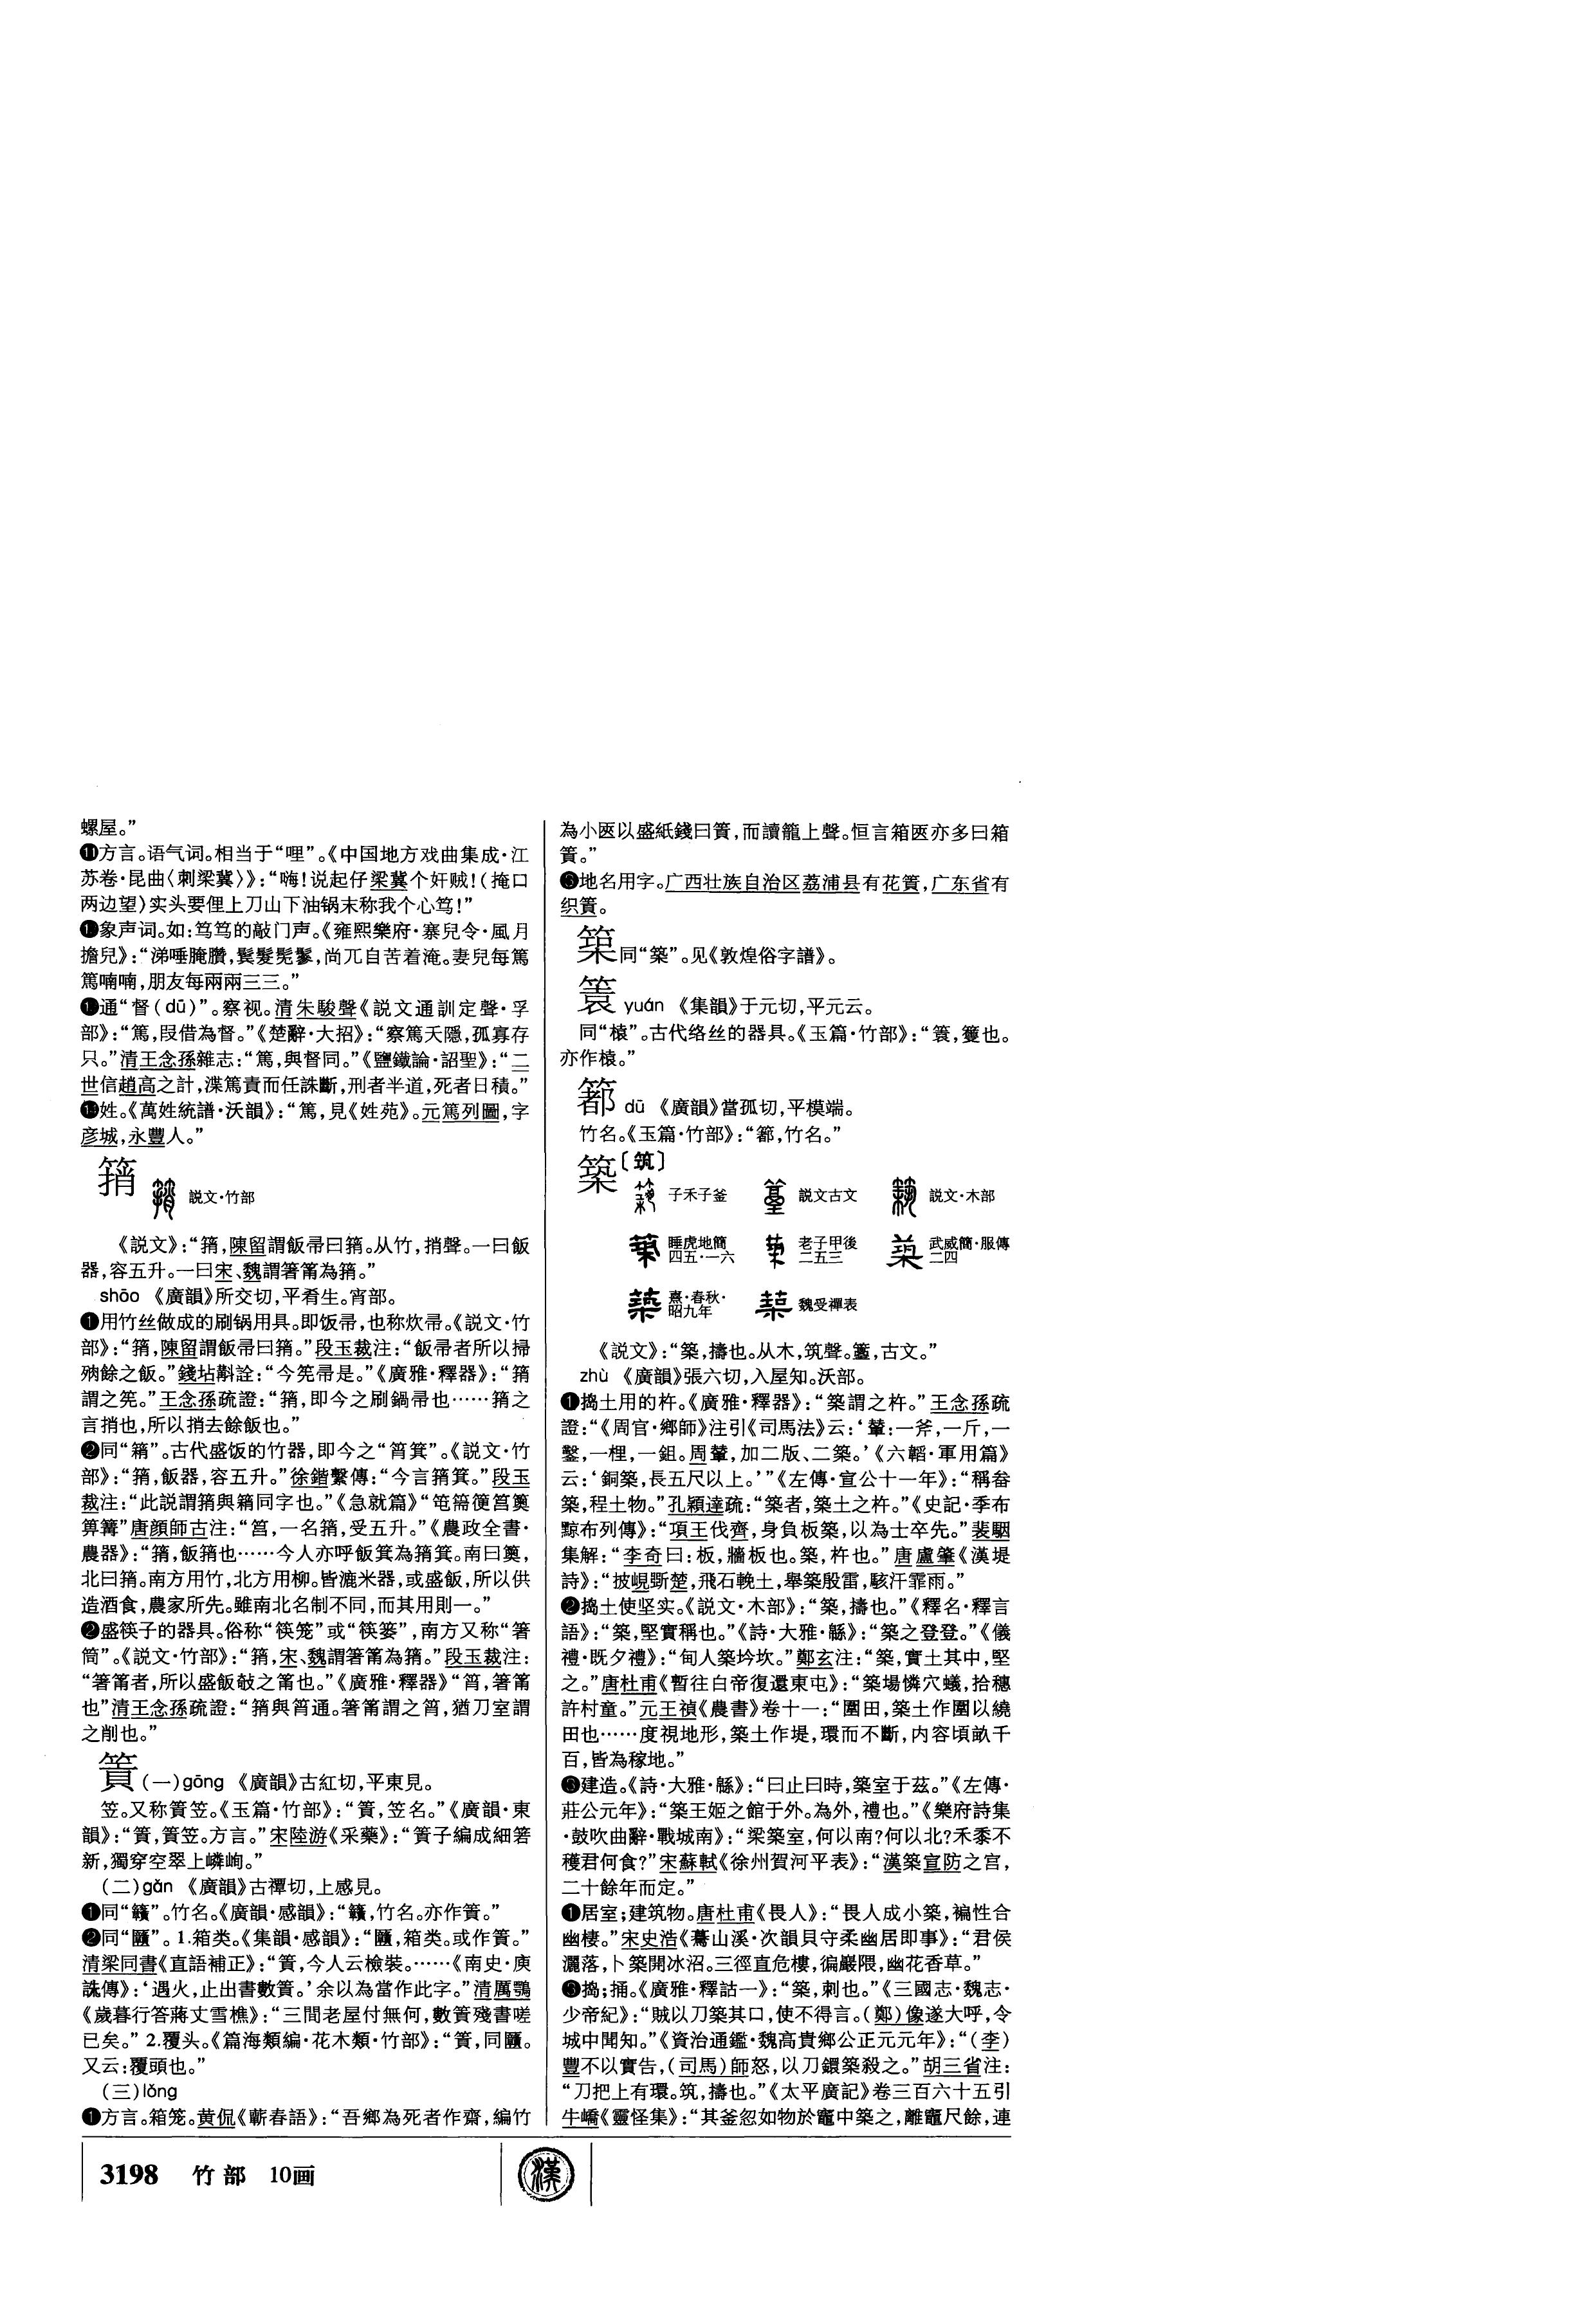 螺屋。”
⓫方言。语气词。相当于“哩”。《中国地方戏曲集成·江
苏卷·昆曲〈刺梁冀〉》：“嗨！说起仔梁冀个奸贼！（掩口
两边望）实头要俚上刀山下油锅末称我个心笃！”
象声词。如：笃笃的敲门声。《雍熙樂府·寨兒令·風月
擔兒》：“涕唾腌臢，鬓髮髡鬖，尚兀自苦着淹。妻兒每篤
篤喃喃，朋友每兩兩三三。”
通“督（dū）”。察视。清朱駿聲《説文通訓定聲·孚
部》：“篤，叚借為督。”《楚辭·大招》：“察篤夭隱，孤寡存
只。”清王念孫雜志：“篤，與督同。”《鹽鐵論·詔聖》：“二
世信趙高之計，渫篤責而任誅斷，刑者半道，死者日積。”
姓。《萬姓統譜·沃韻》：“篤，見《姓苑》。元篤列圖，字
彦城，永豐人。”
䈰 説文·竹部
《説文》：“䈰，陳留謂飯帚曰䈰。从竹，捎聲。一曰飯
器，容五升。一曰宋、魏謂箸筩為䈰。”
shāo 《廣韻》所交切，平肴生。宵部。
❶用竹丝做成的刷锅用具。即饭帚，也称炊帚。《説文·竹
部》：“䈰，陳留謂飯帚曰䈰。”段玉裁注：“飯帚者所以掃
飧餘之飯。”錢坫斠詮：“今筅帚是。”《廣雅·釋器》：“䈰
謂之筅。”王念孫疏證：“䈰，即今之刷鍋帚也……䈰之
言捎也，所以捎去餘飯也。”
❷同“䈾”。古代盛饭的竹器，即今之“筲箕”。《説文·竹
部》：“䈰，飯器，容五升。”徐鍇繫傳：“今言䈰箕。”段玉
裁注：“此説謂䈰與䈾同字也。”《急就篇》“笔篅箯筥䉛
箅篝”唐顔師古注：“筥，一名䈰，受五升。”《農政全書·
農器》：“䈰，飯䈰也……今人亦呼飯箕為䈰箕。南曰䉛，
北曰䈰。南方用竹，北方用柳。皆漉米器，或盛飯，所以供
造酒食，農家所先。雖南北名制不同，而其用則一。”
❷盛筷子的器具。俗称“筷笼”或“筷篓”，南方又称“箸
筒”。《説文·竹部》：“䈰，宋、魏謂箸筩為䈰。”段玉裁注：
“箸筩者，所以盛飯攲之筩也。”《廣雅·釋器》“筲，箸筩
也”清王念孫疏證：“䈰與筲通。箸筩謂之筲，猶刀室謂
之削也。”
篢（一）gōng 《廣韻》古紅切，平東見。
笠。又称篢笠。《玉篇·竹部》：“篢，笠名。”《廣韻·東
韻》：“篢，篢笠。方言。”宋陸游《采藥》：“篢子編成細箬
新，獨穿空翠上嶙峋。”
（二）gǎn 《廣韻》古禫切，上感見。
❶同“䉳”。竹名。《廣韻·感韻》：“䉳，竹名。亦作篢。”
❷同“匵”。1.箱类。《集韻·感韻》：“箱类。或作篢。”
清梁同書《直語補正》：“篢，今人云檢裝。……《南史·庾
詵傳》：‘遇火，止出書數篢。’余以為當作此字。”清厲鶚
《歲暮行答蔣丈雪樵》：“三間老屋付無何，數篢殘書嗟
已矣。” 2.覆头。《篇海類編·花木類·竹部》：“篢，同。
又云：覆頭也。”
（三）lǒng
❶方言。箱笼。黄侃《蘄春語》：“吾鄉為死者作齋，編竹
為小匧以盛紙錢曰篢，而讀籠上聲。恒言箱匧亦多曰箱
篢。”
❸地名用字。广西壮族自治区荔浦县有花篢，广东省有
织篢。
同“築”。见《敦煌俗字譜》。
䈠 yuán 《集韻》于元切，平元云。
同“榬”。古代络丝的器具。《玉篇·竹部》：“䈠，籰也。
亦作榬。”
dū 《廣韻》當孤切，平模端。
竹名。《玉篇·竹部》：“竹名。”
築〔筑〕
子禾子釜 説文古文 説文·木部
睡虎地簡四五·一六 老子甲後二五三 武威簡·服傳二四
熹·春秋·昭九年 魏受禪表
《説文》：“築，擣也。从木，筑聲。古文。”
zhù 《廣韻》張六切，入屋知。沃部。
❶捣土用的杵。《廣雅·釋器》：“築謂之杵。”王念孫疏
證：“《周官·鄉師》注引《司馬法》云：‘輦：一斧，一斤，一
鑿，一梩，一鉏。周輦，加二版、二築。’《六韜·軍用篇》
云：‘銅築，長五尺以上。’”《左傳·宣公十一年》：“稱畚
築，程土物。”孔穎達疏：“築者，築土之杵。”《史記·季布
黥布列傳》：“項王伐齊，身負板築，以為士卒先。”裴駰
集解：“李奇曰：板，牆板也。築，杵也。”唐盧肇《漢堤
詩》：“披峴斲楚，飛石輓土，舉築殷雷，駭汗霏雨。”
❷捣土使坚实。《説文·木部》：“築，擣也。”《釋名·釋言
語》：“築，堅實稱也。”《詩·大雅·緜》：“築之登登。”《儀
禮·既夕禮》：“甸人築坅坎。”鄭玄注：“築，實土其中，堅
之。”唐杜甫《暫往白帝復還東屯》：“築場憐穴蟻，拾穗
許村童。”元王禎《農書》卷十一：“圍田，築土作圍以繞
田也……度視地形，築土作堤，環而不斷，内容頃畝千
百，皆為稼地。”
❸建造。《詩·大雅·緜》：“曰止曰時，築室于茲。”《左傳·
莊公元年》：“築王姬之館于外。為外，禮也。”《樂府詩集
·鼓吹曲辭·戰城南》：“梁築室，何以南？何以北？禾黍不
穫君何食？”宋蘇軾《徐州賀河平表》：“漢築宣防之宫，
二十餘年而定。”
❶居室；建筑物。唐杜甫《畏人》：“畏人成小築，褊性合
幽棲。”宋史浩《驀山溪·次韻貝守柔幽居即事》：“君侯
灑落，卜築開冰沼。三徑直危樓，徧巖隈，幽花香草。”
❸捣；捅。《廣雅·釋詁一》：“築，刺也。”《三國志·魏志·
少帝紀》：“賊以刀築其口，使不得言。（鄭）像遂大呼，令
城中聞知。”《資治通鑑·魏高貴鄉公正元元年》：“（李）
豐不以實告，（司馬）師怒，以刀鐶築殺之。”胡三省注：
“刀把上有環。筑，擣也。”《太平廣記》卷三百六十五引
牛嶠《靈怪集》：“其釜忽如物於竈中築之，離竈尺餘，連
3198 竹部 10画
漢